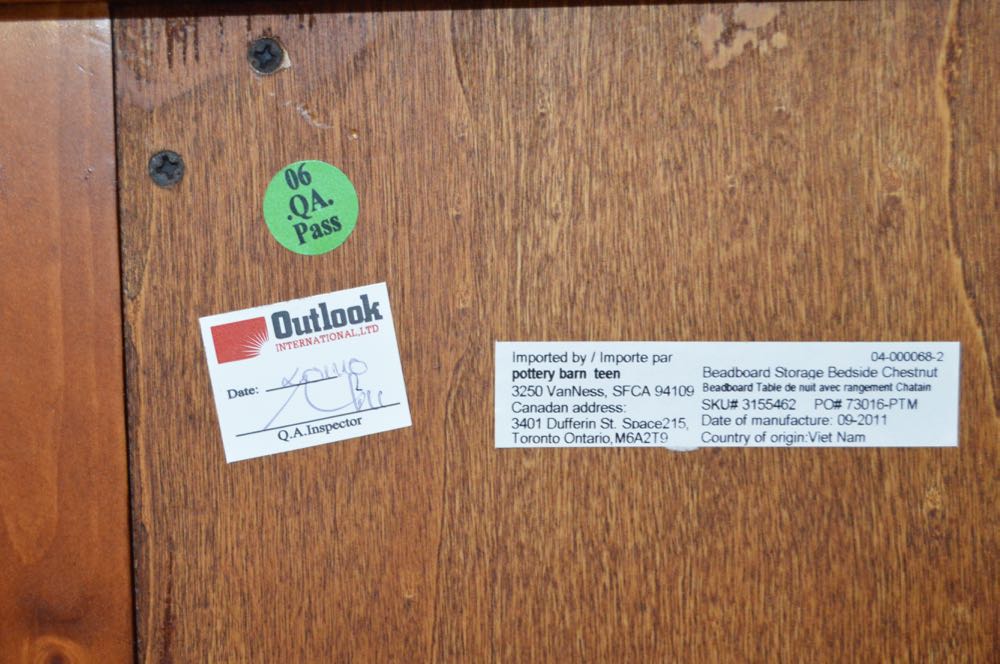 06
.QA.
Pass
Outlook
INTERNATIONAL.,LTD
Date:
Q.A.Inspector
Imported by / Importe par
pottery barn teen
3250 VanNess, SFCA 94109
Canadian address:
3401 Dufferin St. Space215,
Toronto Ontario, M6A2T9
04-000068-2
Beadboard Storage Bedside Chestnut
Beadboard Table de nuit avec rangement Chatain
SKU# 3155462 PO# 73016-PTM
Date of manufacture: 09-2011
Country of origin:Viet Nam